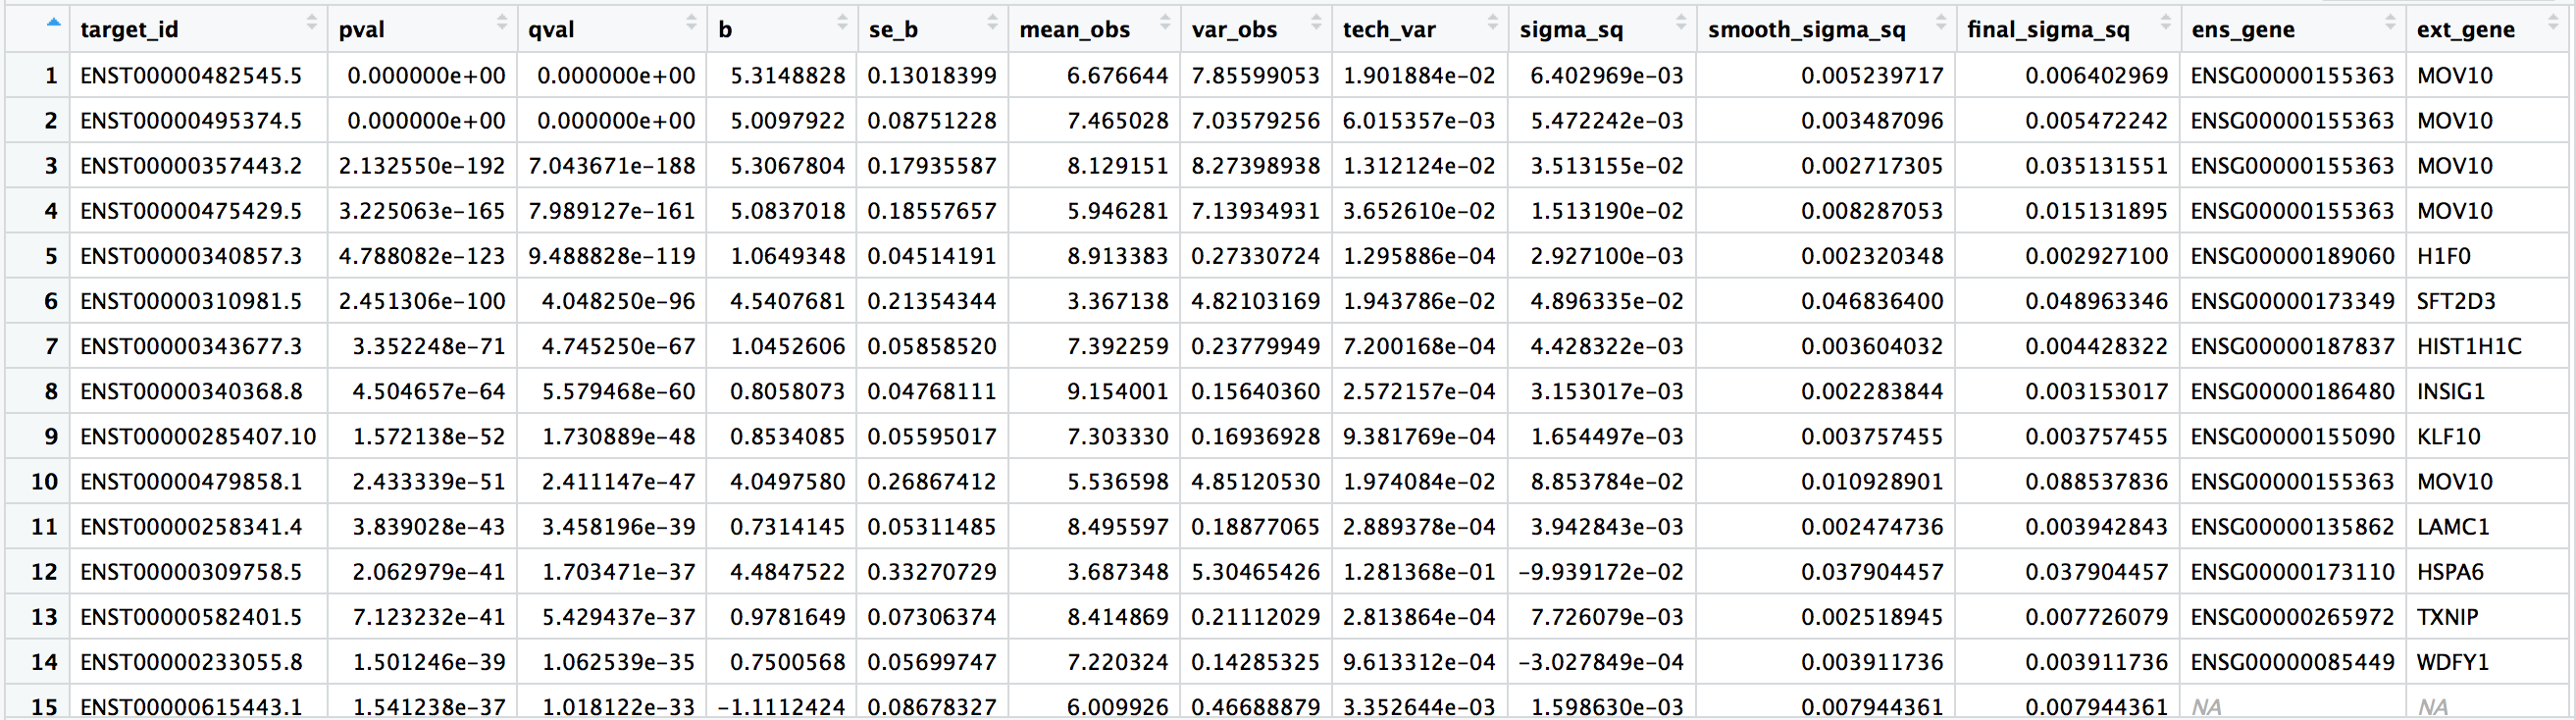 target_id pval qval b se_b mean_obs var_obs tech_var sigma_sq smooth_sigma_sq final_sigma_sq ens_gene ext_gene
1 ENST00000482545.5 0.000000e+00 0.000000e+00 5.3148828 0.13018399 6.676644 7.85599053 1.901884e-02 6.402969e-03 0.005239717 0.006402969 ENSG00000155363 MOV10
2 ENST00000495374.5 0.000000e+00 0.000000e+00 5.0097922 0.08751228 7.465028 7.03579256 6.015357e-03 5.472242e-03 0.003487096 0.005472242 ENSG00000155363 MOV10
3 ENST00000357443.2 2.132550e-192 7.043671e-188 5.3067804 0.17935587 8.129151 8.27398938 1.312124e-02 3.513155e-02 0.002717305 0.035131551 ENSG00000155363 MOV10
4 ENST00000475429.5 3.225063e-165 7.989127e-161 5.0837018 0.18557657 5.946281 7.13934931 3.652610e-02 1.513190e-02 0.008287053 0.015131895 ENSG00000155363 MOV10
5 ENST00000340857.3 4.788082e-123 9.488828e-119 1.0649348 0.04514191 8.913383 0.27330724 1.295886e-04 2.927100e-03 0.002320348 0.002927100 ENSG00000189060 H1F0
6 ENST00000310981.5 2.451306e-100 4.048250e-96 4.5407681 0.21354344 3.367138 4.82103169 1.943786e-02 4.896335e-02 0.046836400 0.048963346 ENSG00000173349 SFT2D3
7 ENST00000343677.3 3.352248e-71 4.745250e-67 1.0452606 0.05858520 7.392259 0.23779949 7.200168e-04 4.428322e-03 0.003604032 0.004428322 ENSG00000187837 HIST1H1C
8 ENST00000340368.8 4.504657e-64 5.579468e-60 0.8058073 0.04768111 9.154001 0.15640360 2.572157e-04 3.153017e-03 0.002283844 0.003153017 ENSG00000186480 INSIG1
9 ENST00000285407.10 1.572138e-52 1.730889e-48 0.8534085 0.05595017 7.303330 0.16936928 9.381769e-04 1.654497e-03 0.003757455 0.003757455 ENSG00000155090 KLF10
10 ENST00000479858.1 2.433339e-51 2.411147e-47 4.0497580 0.26867412 5.536598 4.85120530 1.974084e-02 8.853784e-02 0.010928901 0.088537836 ENSG00000155363 MOV10
11 ENST00000258341.4 3.839028e-43 3.458196e-39 0.7314145 0.05311485 8.495597 0.18877065 2.889378e-04 3.942843e-03 0.002474736 0.003942843 ENSG00000135862 LAMC1
12 ENST00000309758.5 2.062979e-41 1.703471e-37 4.4847522 0.33270729 3.687348 5.30465426 1.281368e-01 -9.939172e-02 0.037904457 0.037904457 ENSG00000173110 HSPA6
13 ENST00000582401.5 7.123232e-41 5.429437e-37 0.9781649 0.07306374 8.414869 0.21112029 2.813864e-04 7.726079e-03 0.002518945 0.007726079 ENSG00000265972 TXNIP
14 ENST00000233055.8 1.501246e-39 1.062539e-35 0.7500568 0.05699747 7.220324 0.14285325 9.613312e-04 -3.027849e-04 0.003911736 0.003911736 ENSG00000085449 WDFY1
15 ENST00000615443.1 1.541238e-37 1.018122e-33 -1.1112424 0.08678327 6.009926 0.46688879 3.352644e-03 1.598630e-03 0.007944361 0.007944361 NA NA